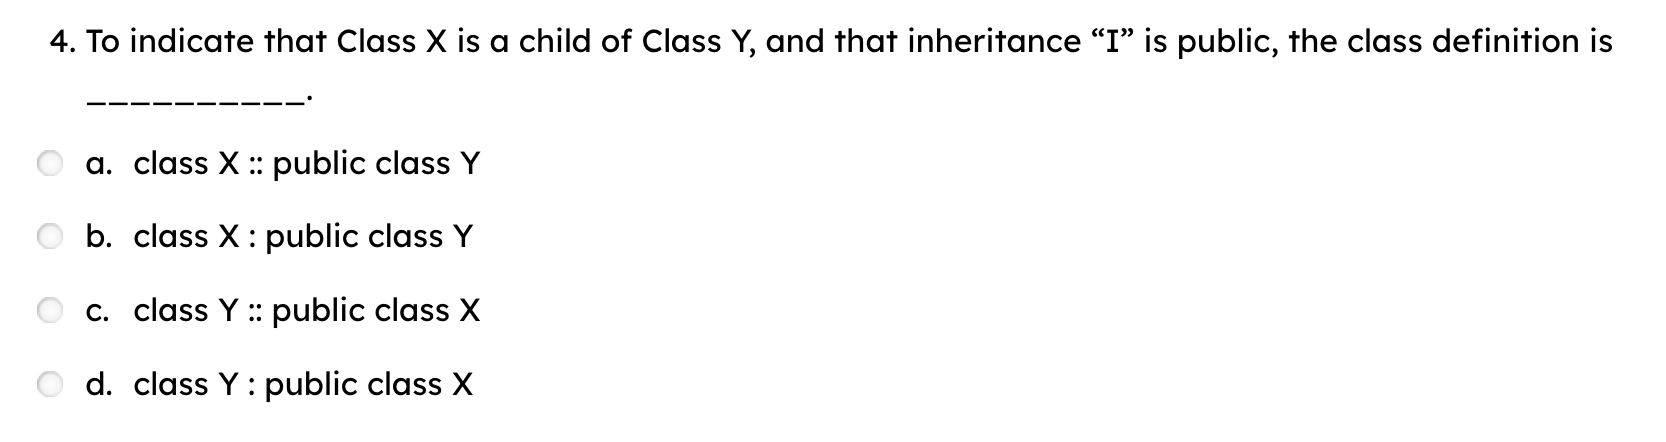 4. To indicate that Class X is a child of Class Y, and that inheritance “I” is public, the class definition is
__________.
a. class X :: public class Y
b. class X : public class Y
c. class Y :: public class X
d. class Y : public class X